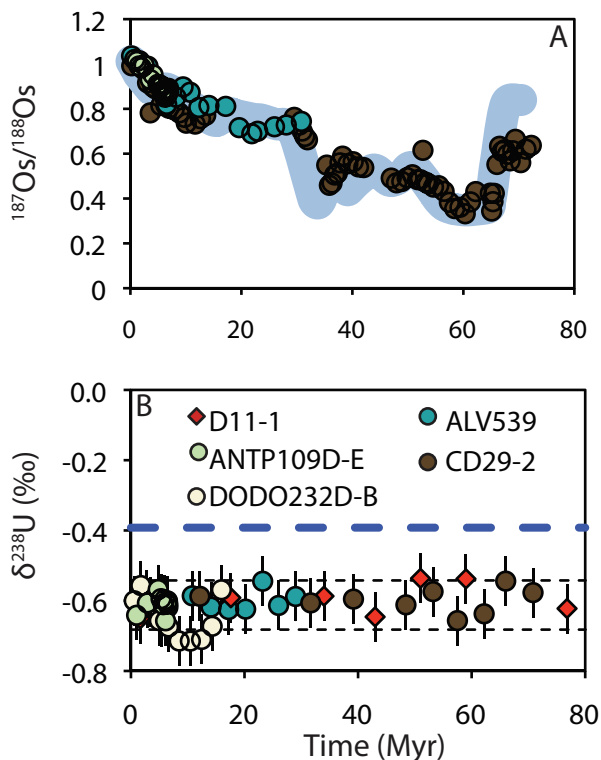 1.2
A
1
0.8
0.6
0.4
0.2
0
¹⁸⁷Os/¹⁸⁸Os
0 20 40 60 80
0.0
B
D11-1 ALV539
ANTP109D-E CD29-2
DODO232D-B
-0.2
-0.4
-0.6
-0.8
δ²³⁸U (‰)
0 20 40 60 80
Time (Myr)